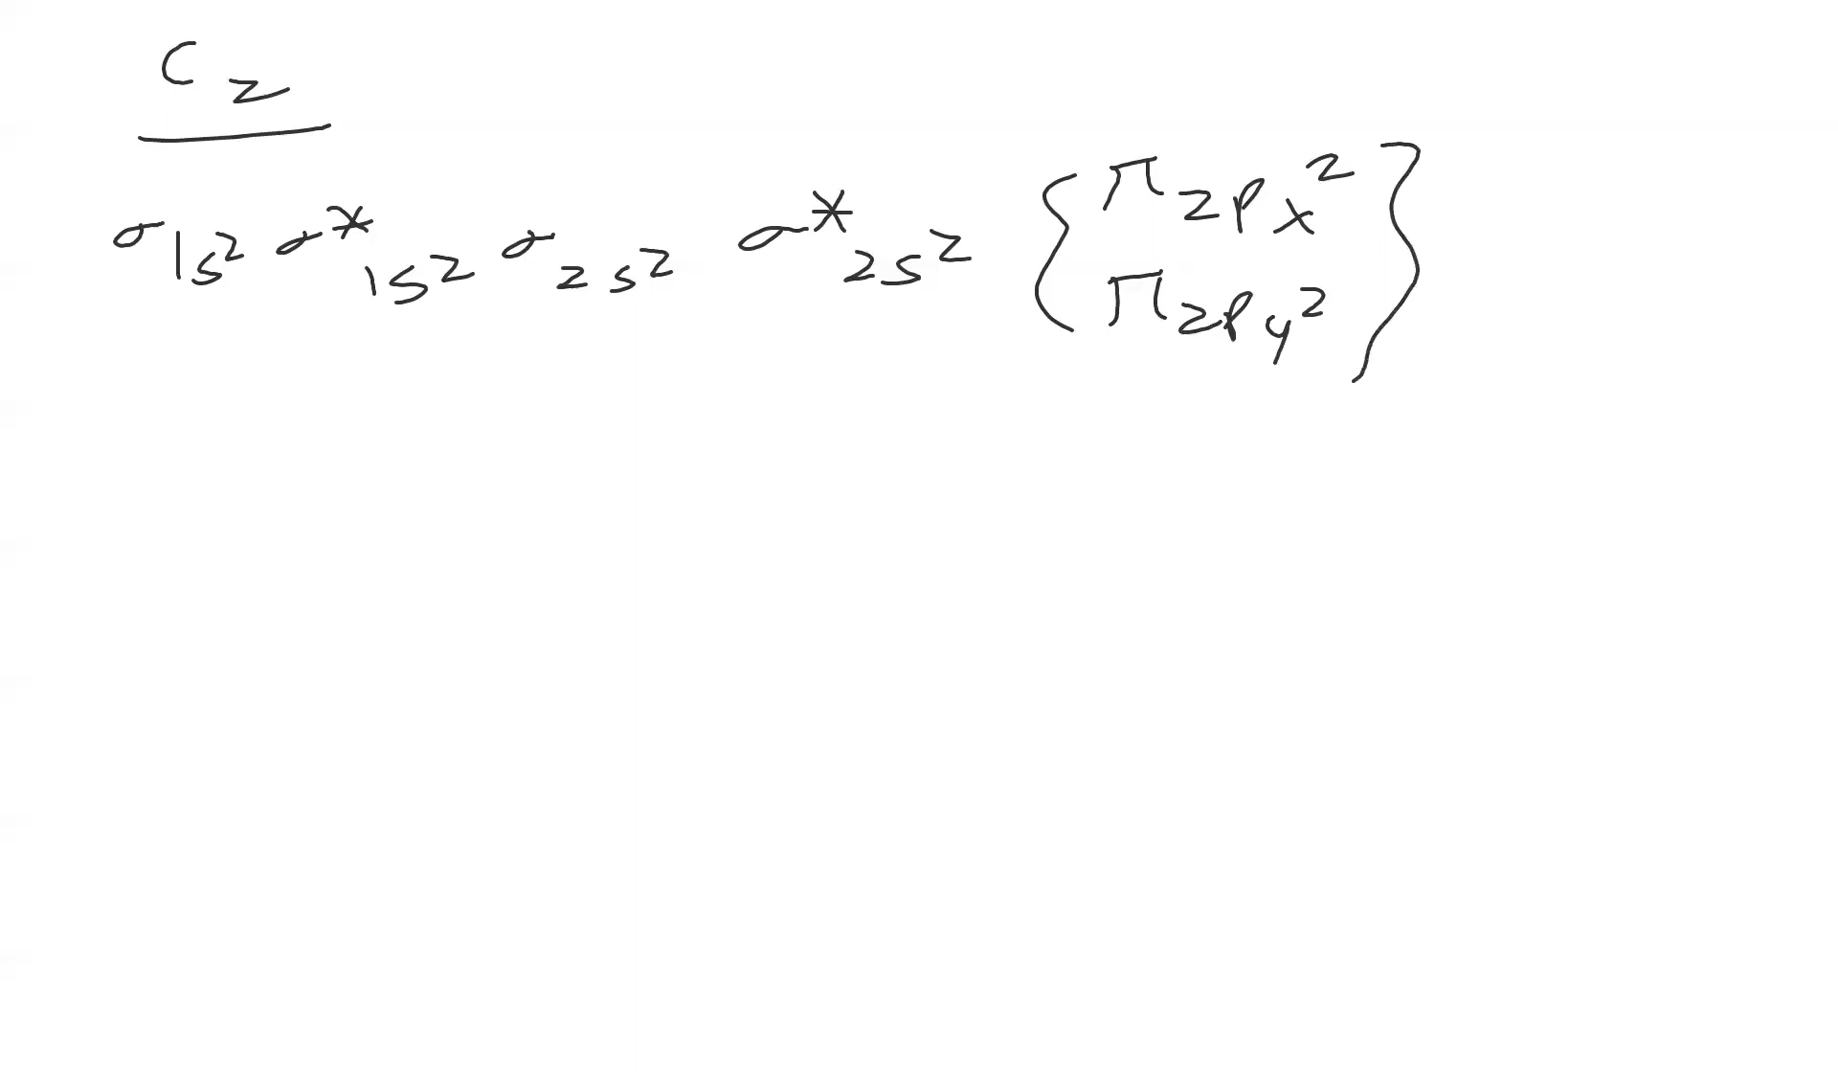 C₂
σ1s² σ*1s² σ2s² σ*2s² { π2px²
π2py² }